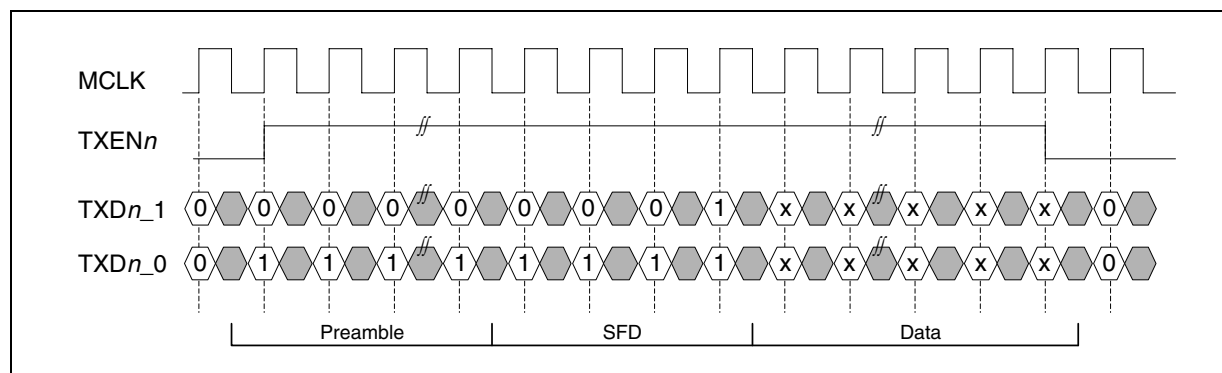 MCLK
TXENn
TXDn_1 0 0 0 0 0 0 0 0 1 x x x x x 0
TXDn_0 0 1 1 1 1 1 1 1 1 x x x x x 0
Preamble SFD Data